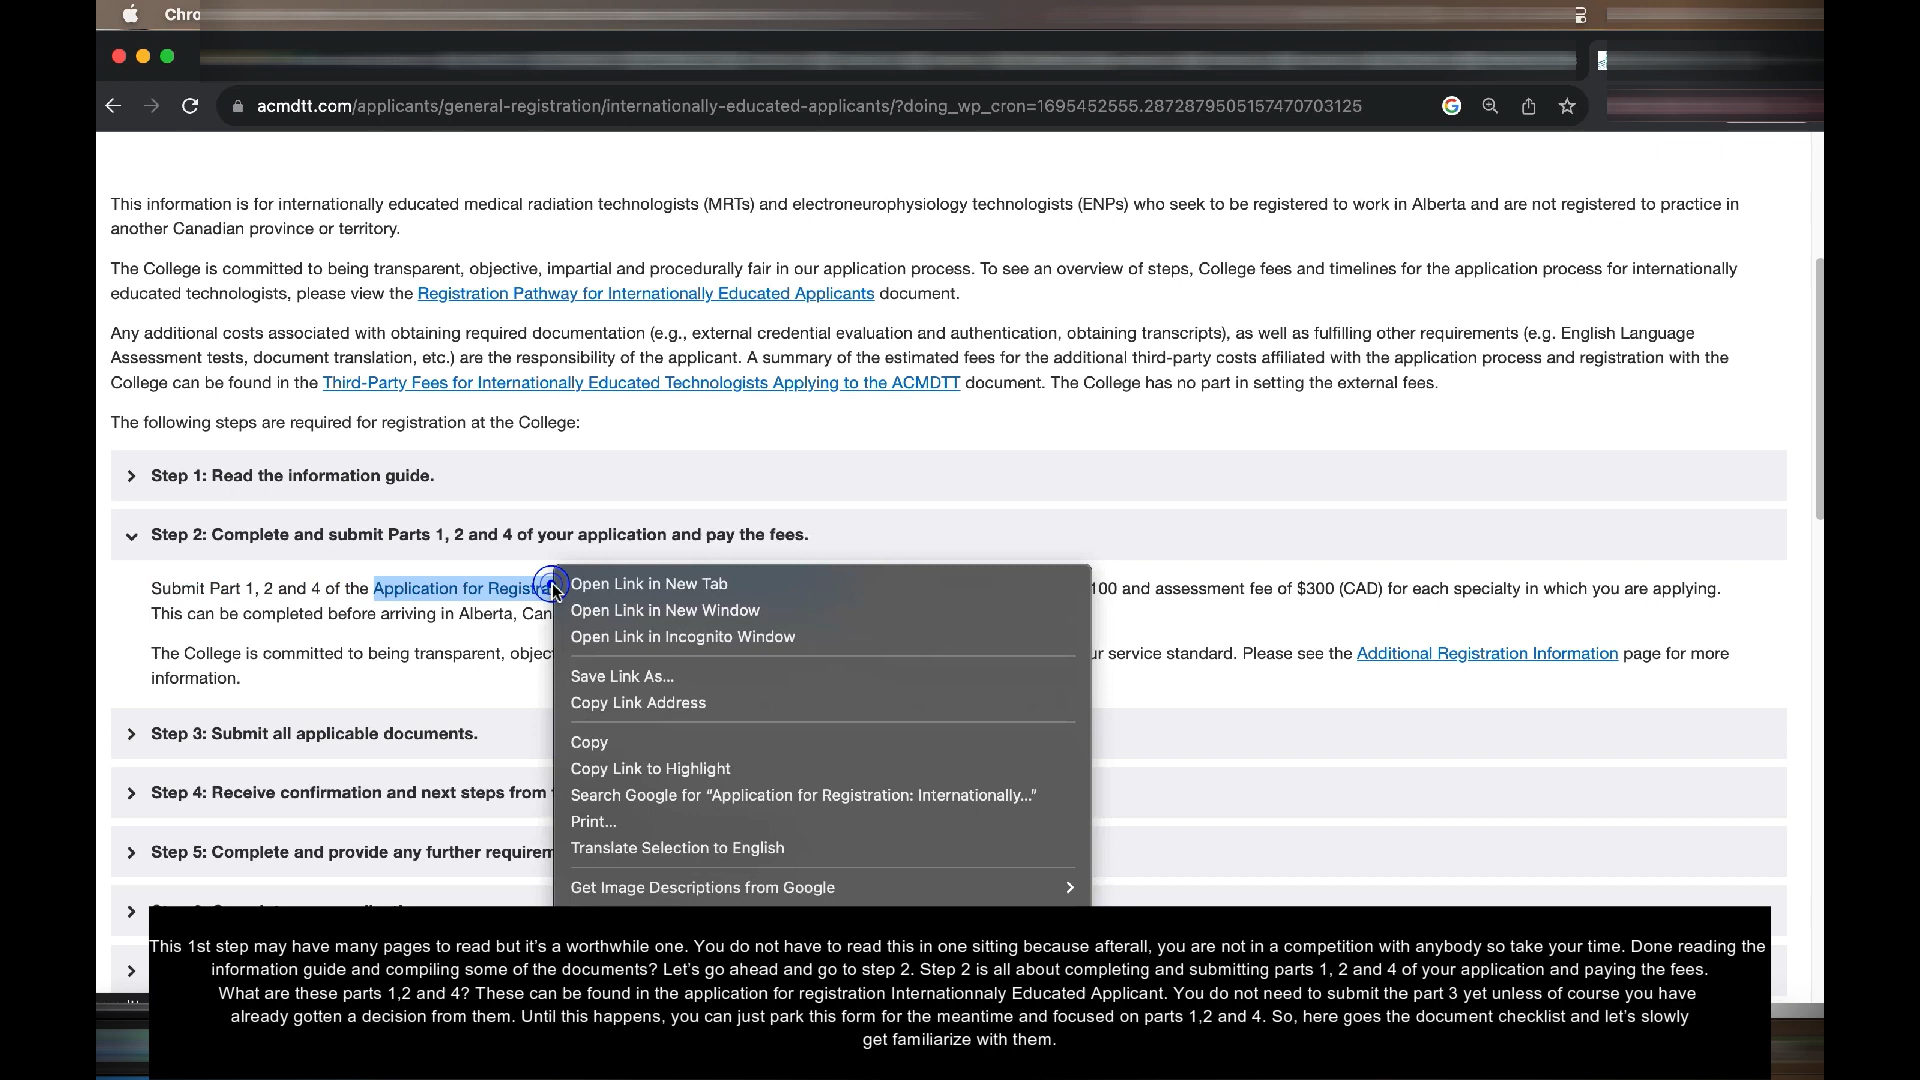 Chro
acmdtt.com/applicants/general-registration/internationally-educated-applicants/?doing_wp_cron=1695452555.2872879505157470703125
This information is for internationally educated medical radiation technologists (MRTs) and electroneurophysiology technologists (ENPs) who seek to be registered to work in Alberta and are not registered to practice in
another Canadian province or territory.
The College is committed to being transparent, objective, impartial and procedurally fair in our application process. To see an overview of steps, College fees and timelines for the application process for internationally
educated technologists, please view the Registration Pathway for Internationally Educated Applicants document.
Any additional costs associated with obtaining required documentation (e.g., external credential evaluation and authentication, obtaining transcripts), as well as fulfilling other requirements (e.g. English Language
Assessment tests, document translation, etc.) are the responsibility of the applicant. A summary of the estimated fees for the additional third-party costs affiliated with the application process and registration with the
College can be found in the Third-Party Fees for Internationally Educated Technologists Applying to the ACMDTT document. The College has no part in setting the external fees.
The following steps are required for registration at the College:
Step 1: Read the information guide.
Step 2: Complete and submit Parts 1, 2 and 4 of your application and pay the fees.
Submit Part 1, 2 and 4 of the Application for Registra 100 and assessment fee of $300 (CAD) for each specialty in which you are applying.
This can be completed before arriving in Alberta, Can
The College is committed to being transparent, objec ur service standard. Please see the Additional Registration Information page for more
information.
Step 3: Submit all applicable documents.
Step 4: Receive confirmation and next steps from
Step 5: Complete and provide any further requirem
Open Link in New Tab
Open Link in New Window
Open Link in Incognito Window
Save Link As...
Copy Link Address
Copy
Copy Link to Highlight
Search Google for “Application for Registration: Internationally...”
Print...
Translate Selection to English
Get Image Descriptions from Google
This 1st step may have many pages to read but it’s a worthwhile one. You do not have to read this in one sitting because afterall, you are not in a competition with anybody so take your time. Done reading the
information guide and compiling some of the documents? Let’s go ahead and go to step 2. Step 2 is all about completing and submitting parts 1, 2 and 4 of your application and paying the fees.
What are these parts 1,2 and 4? These can be found in the application for registration Internationnaly Educated Applicant. You do not need to submit the part 3 yet unless of course you have
already gotten a decision from them. Until this happens, you can just park this form for the meantime and focused on parts 1,2 and 4. So, here goes the document checklist and let’s slowly
get familiarize with them.